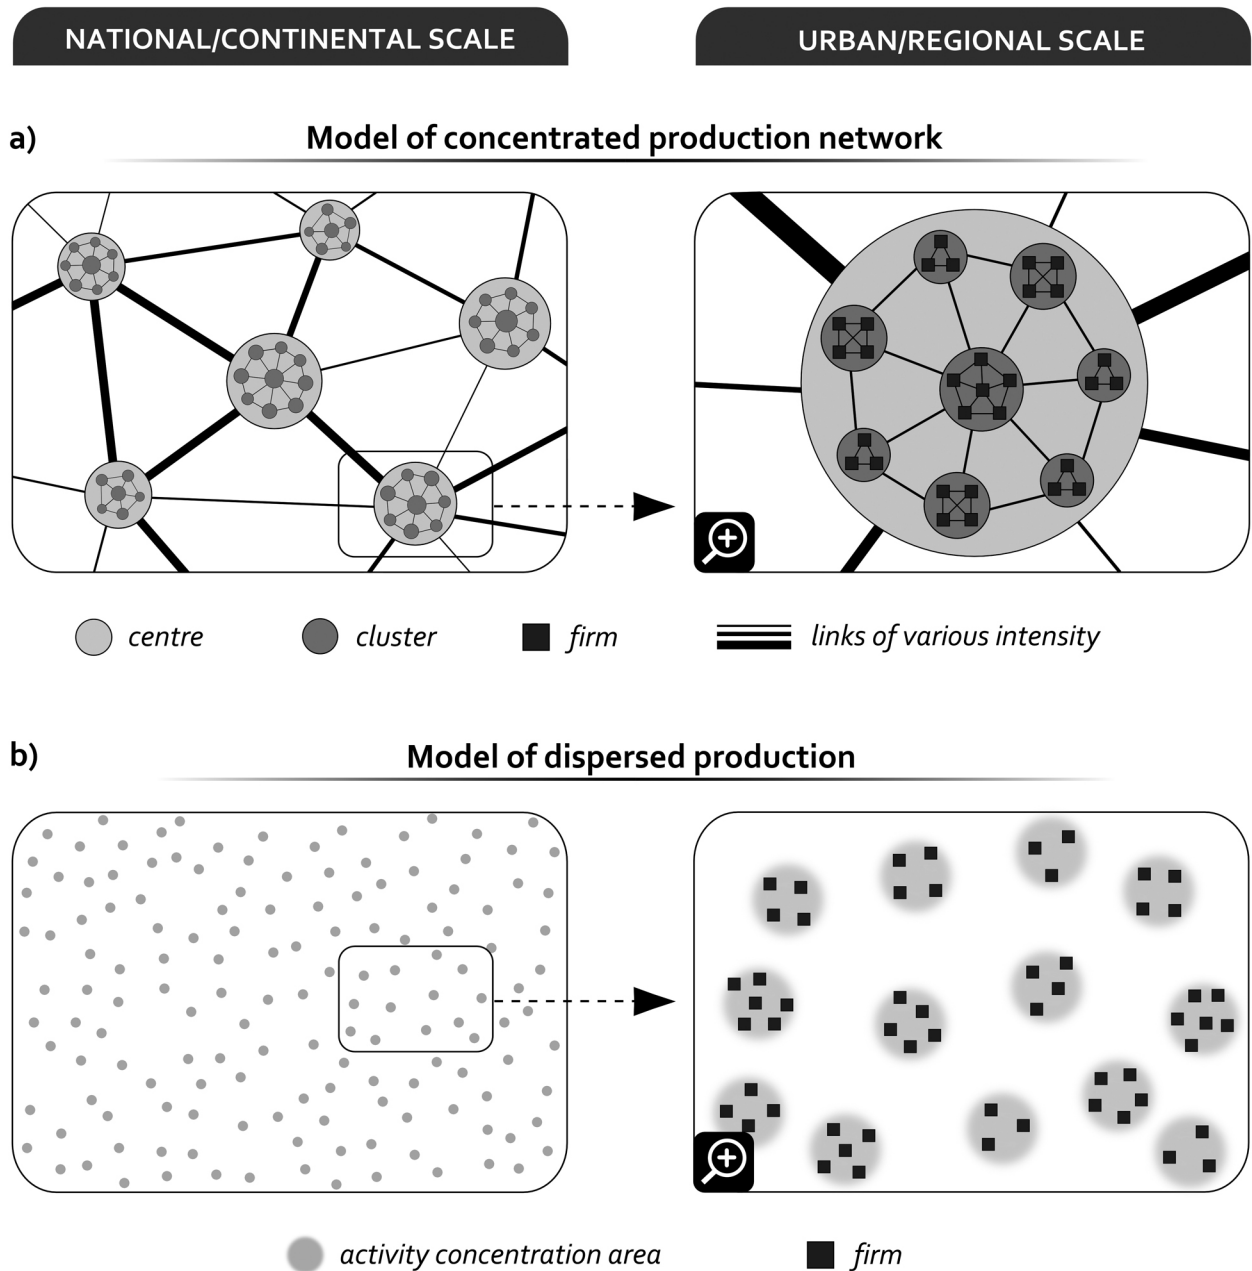 NATIONAL/CONTINENTAL SCALE
URBAN/REGIONAL SCALE
a)
Model of concentrated production network
centre
cluster
firm
links of various intensity
b)
Model of dispersed production
activity concentration area
firm